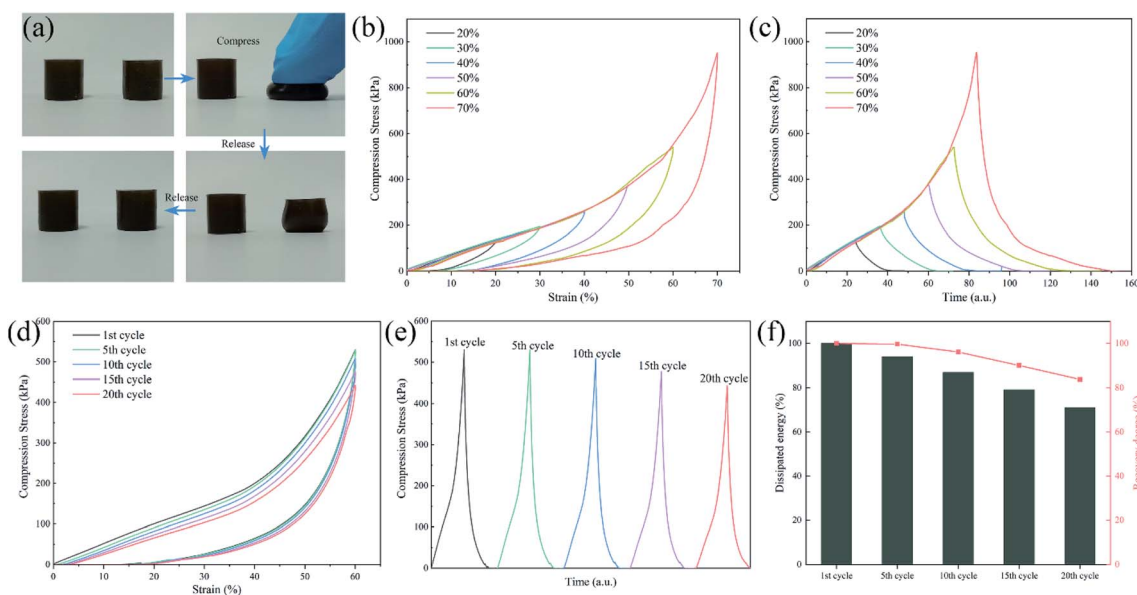 (a)
Compress
Release
Release
(b)
20%
30%
40%
50%
60%
70%
Compression Stress (kPa)
1000
800
600
400
200
0
0 10 20 30 40 50 60 70
Strain (%)
(c)
20%
30%
40%
50%
60%
70%
Compression Stress (kPa)
1000
800
600
400
200
0
0 20 40 60 80 100 120 140 160
Time (a.u.)
(d)
1st cycle
5th cycle
10th cycle
15th cycle
20th cycle
Compression Stress (kPa)
600
500
400
300
200
100
0
0 10 20 30 40 50 60
Strain (%)
(e)
1st cycle
5th cycle
10th cycle
15th cycle
20th cycle
Compression Stress (kPa)
600
500
400
300
200
100
0
Time (a.u.)
(f)
Dissipated energy (%)
100
80
60
40
20
0
1st cycle 5th cycle 10th cycle 15th cycle 20th cycle
100
80
60
40
20
0
(%)